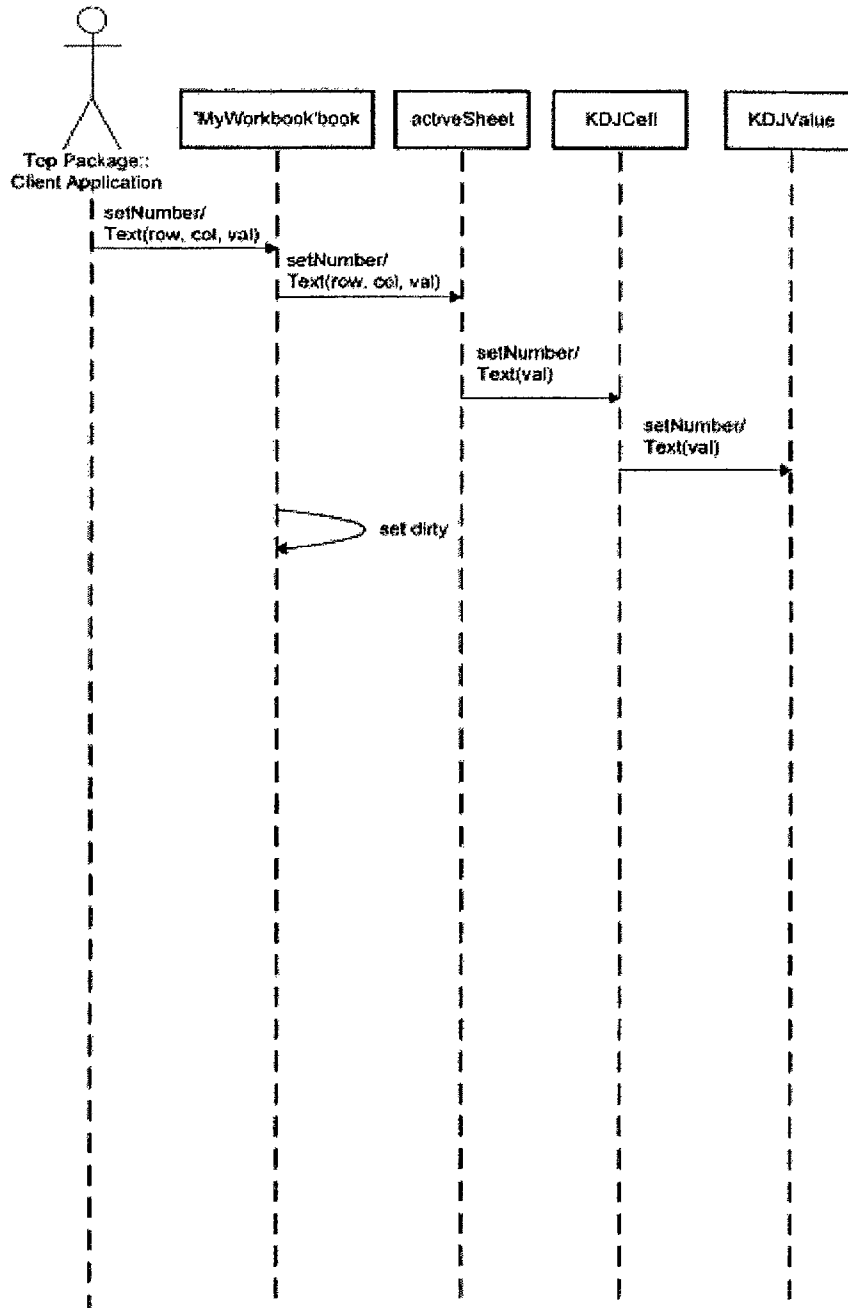 "MyWorkbook'book
activeSheet
KDJCell
KDJValue
Top Package::
Client Application
setNumber/
Text(row, col, val)
setNumber/
Text(row, col, val)
setNumber/
Text(val)
setNumber/
Text(val)
set dirty